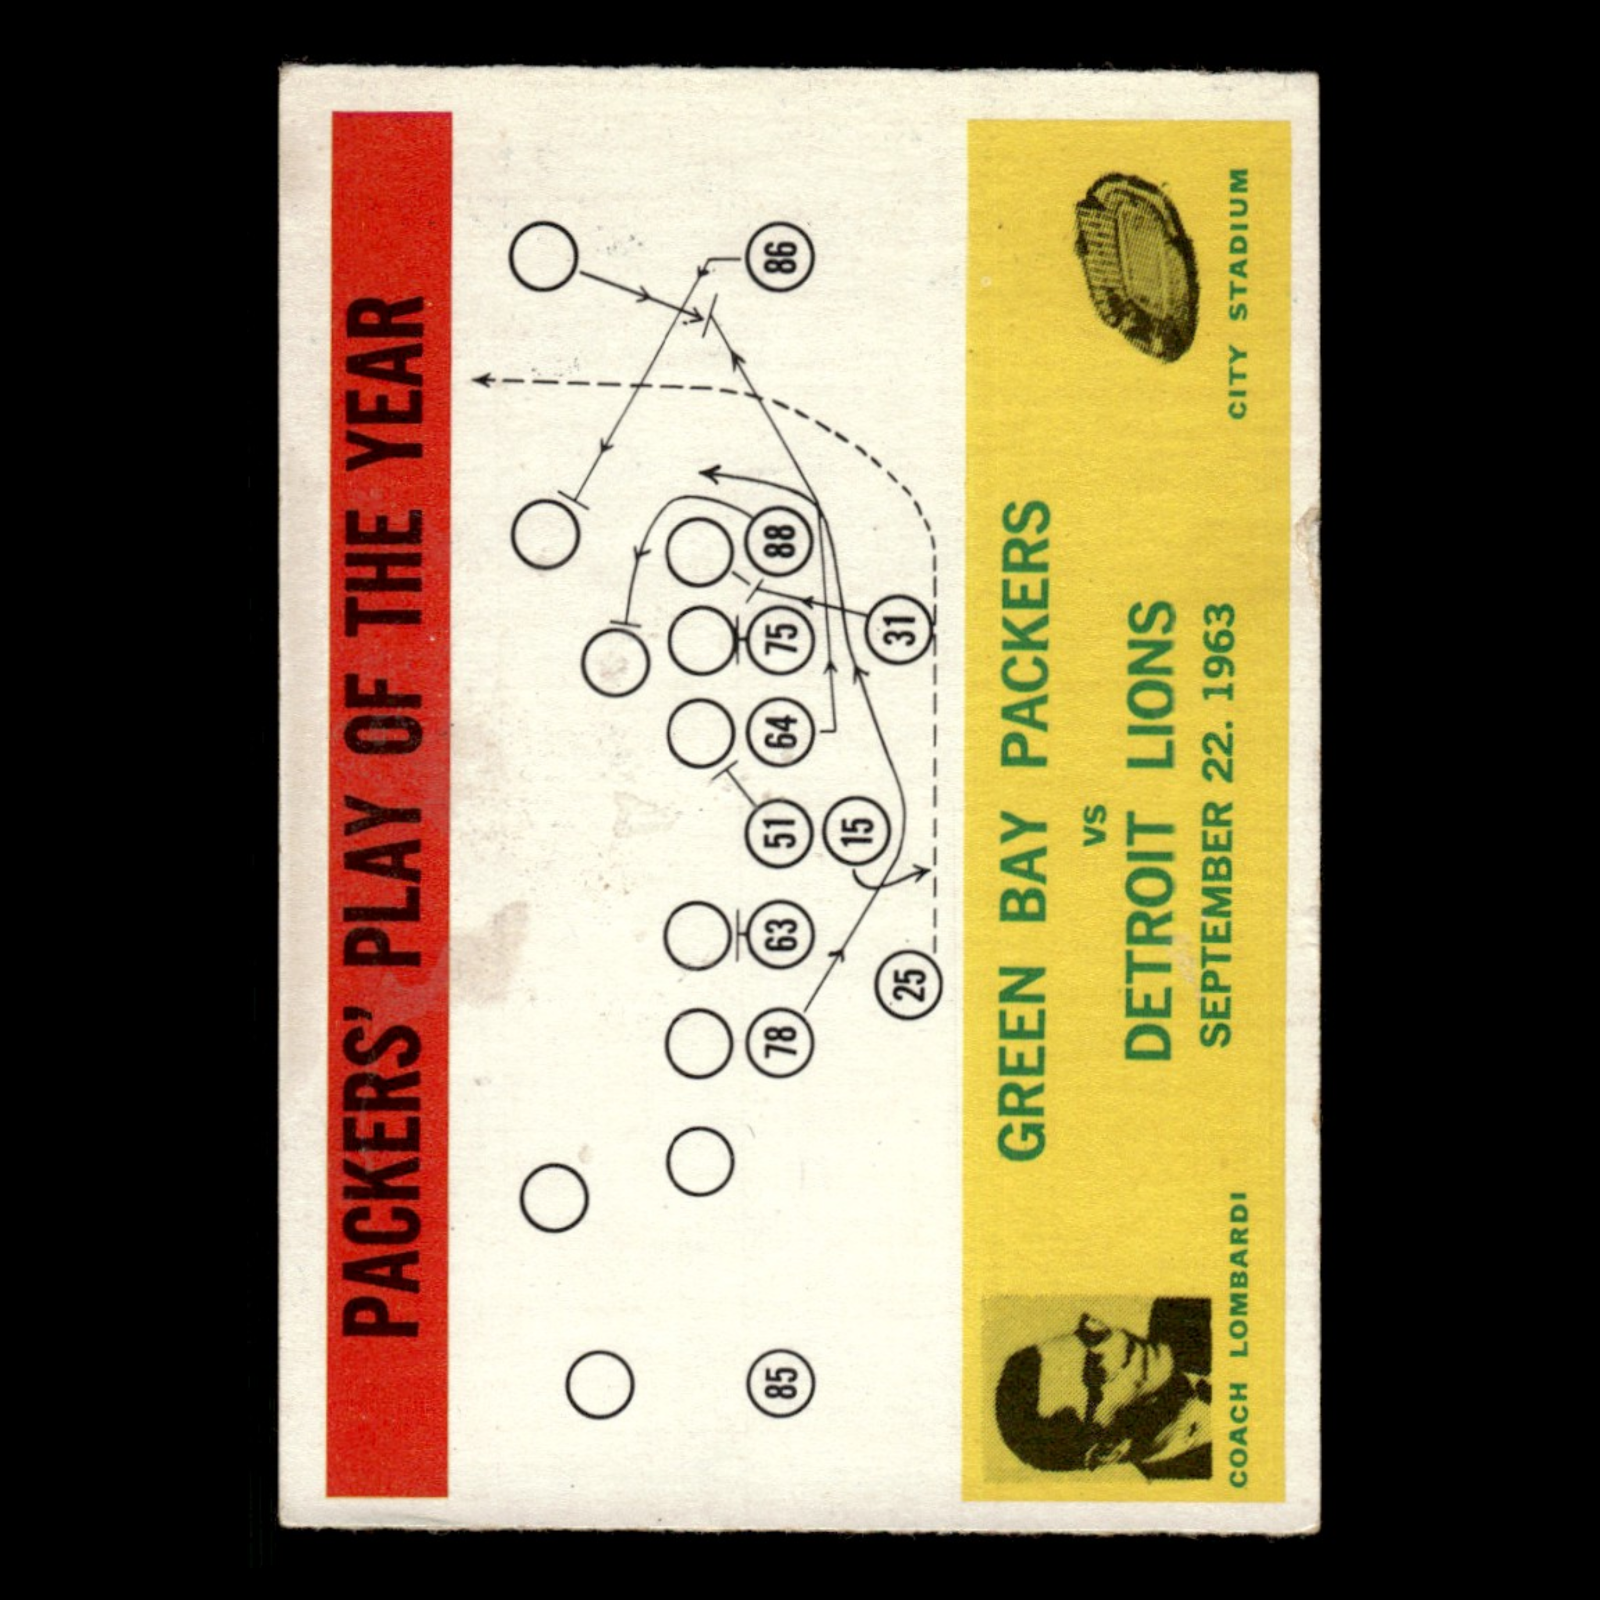 PACKERS' PLAY OF THE YEAR
85
78
63
51
64
75
88
86
15
25
31
GREEN BAY PACKERS
vs
DETROIT LIONS
SEPTEMBER 22. 1963
COACH LOMBARDI
CITY STADIUM